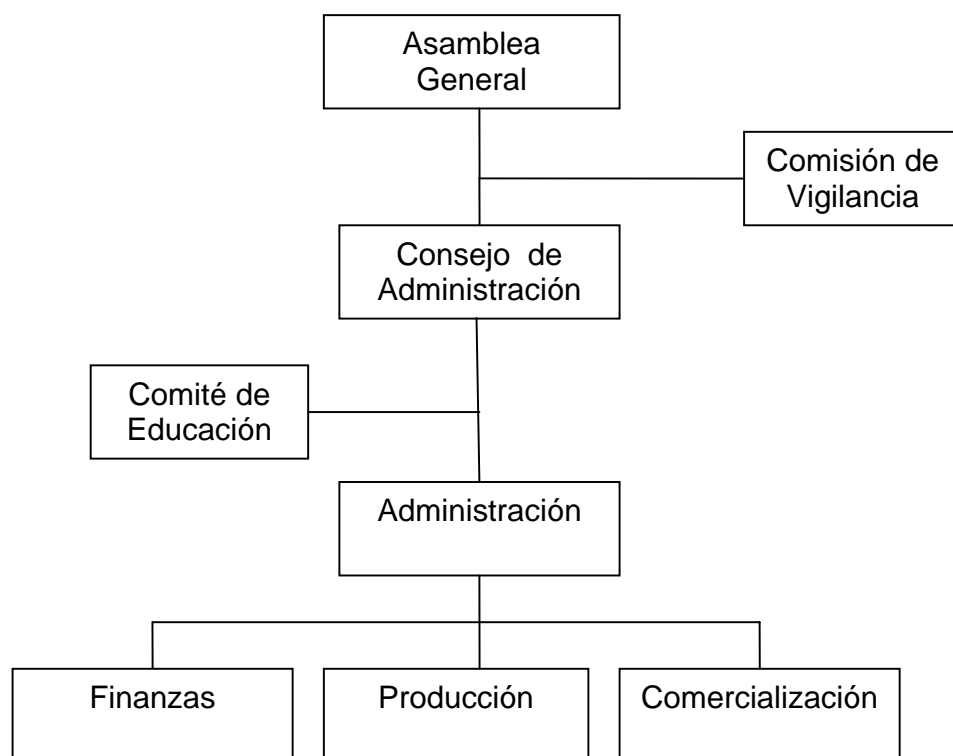 Asamblea
General
Comisión de
Vigilancia
Consejo de
Administración
Comité de
Educación
Administración
Finanzas
Producción
Comercialización